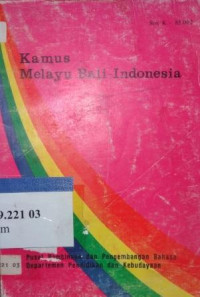 Kamus
Melayu Bali Indonesia
9.221 03
m
Pusat Pembinaan dan Pengembangan Bahasa
Departemen Pendidikan dan Kebudayaan